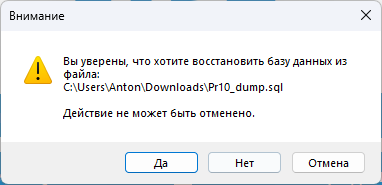 Внимание
Вы уверены, что хотите восстановить базу данных из
файла:
C:\Users\Anton\Downloads\Pr10_dump.sql
Действие не может быть отменено.
Да
Нет
Отмена